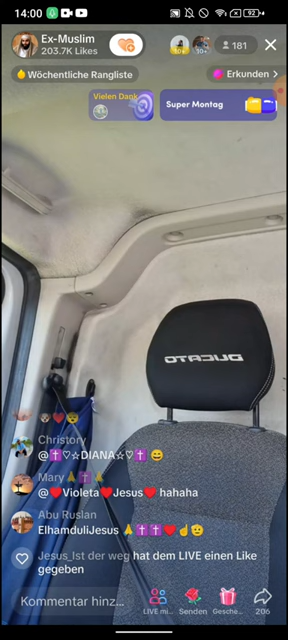 14:00
92
Ex-Muslim
203.7K Likes
181
Wöchentliche Rangliste
Erkunden
Vielen Dank
Super Montag
DUCATO
Christory
@✝️♡☆DIANA☆♡✝️ 😄
Mary 🙏✝️🙏
@❤️Violeta❤️Jesus❤️ hahaha
Abu Ruslan
ElhamduliJesus ✝️✝️❤️☝️🫡
Jesus_Ist der weg hat dem LIVE einen Like
gegeben
Kommentar hinz...
LIVE mi...
Senden
Gesche...
206